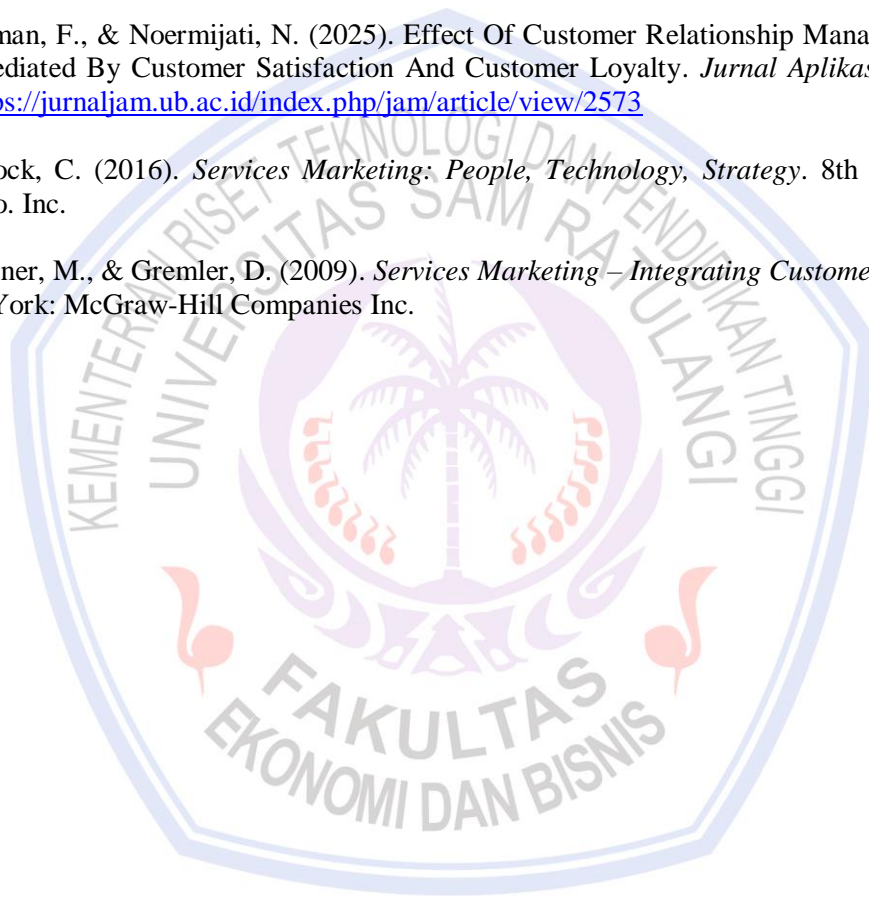 man, F., & Noermijati, N. (2025). Effect Of Customer Relationship Mana
ediated By Customer Satisfaction And Customer Loyalty. Jurnal Aplikas
ps://jurnaljam.ub.ac.id/index.php/jam/article/view/2573
ock, C. (2016). Services Marketing: People, Technology, Strategy. 8th
o. Inc.
ner, M., & Gremler, D. (2009). Services Marketing – Integrating Custome
York: McGraw-Hill Companies Inc.
KEMENTERIAN RISET TEKNOLOGI DAN PENDIDIKAN TINGGI
UNIVERSITAS SAM RATULANGI
FAKULTAS
EKONOMI DAN BISNIS